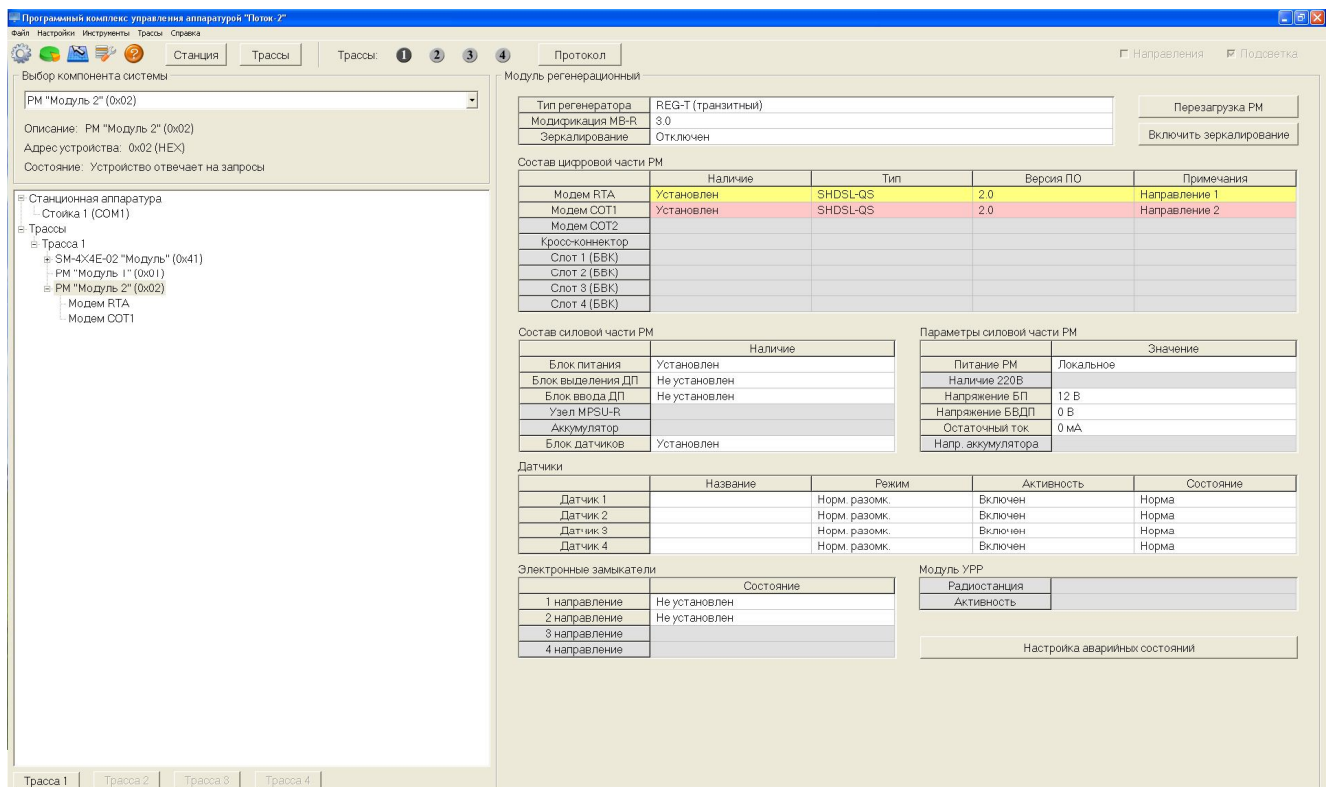 Программный комплекс управления аппаратурой "Поток-2"
Файл Настройки Инструменты Трассы Справка
Станция Трассы Трассы: 1 2 3 4 Протокол Направления Подсветка
Выбор компонента системы
РМ "Модуль 2" (0x02)
Описание: РМ "Модуль 2" (0x02)
Адрес устройства: 0x02 (HEX)
Состояние: Устройство отвечает на запросы
Станционная аппаратура
Стойка 1 (COM1)
Трассы
Трасса 1
SM-4X4E-02 "Модуль" (0x41)
РМ "Модуль 1" (0x01)
РМ "Модуль 2" (0x02)
Модем RTA
Модем COT1
Трасса 1 Трасса 2 Трасса 3 Трасса 4
Модуль регенерационный
Тип регенератора REG-T (транзитный)
Модификация MB-R 3.0
Зеркалирование Отключен
Перезагрузка РМ
Включить зеркалирование
Состав цифровой части РМ
Наличие Тип Версия ПО Примечания
Модем RTA Установлен SHDSL-QS 2.0 Направление 1
Модем COT1 Установлен SHDSL-QS 2.0 Направление 2
Модем COT2
Кросс-коннектор
Слот 1 (БВК)
Слот 2 (БВК)
Слот 3 (БВК)
Слот 4 (БВК)
Состав силовой части РМ
Наличие
Блок питания Установлен
Блок выделения ДП Не установлен
Блок ввода ДП Не установлен
Узел MPSU-R
Аккумулятор
Блок датчиков Установлен
Параметры силовой части РМ
Значение
Питание РМ Локальное
Наличие 220В
Напряжение БП 12 В
Напряжение БВДП 0 В
Остаточный ток 0 мА
Напр. аккумулятора
Датчики
Название Режим Активность Состояние
Датчик 1 Норм. разомк. Включен Норма
Датчик 2 Норм. разомк. Включен Норма
Датчик 3 Норм. разомк. Включен Норма
Датчик 4 Норм. разомк. Включен Норма
Электронные замыкатели
Состояние
1 направление Не установлен
2 направление Не установлен
3 направление
4 направление
Модуль УРР
Радиостанция
Активность
Настройка аварийных состояний